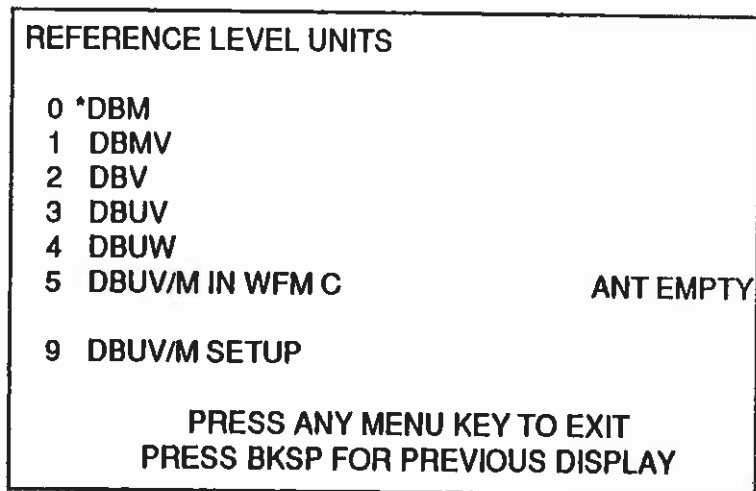 REFERENCE LEVEL UNITS
0 *DBM
1 DBMV
2 DBV
3 DBUV
4 DBUW
5 DBUV/M IN WFM C ANT EMPTY
9 DBUV/M SETUP
PRESS ANY MENU KEY TO EXIT
PRESS BKSP FOR PREVIOUS DISPLAY